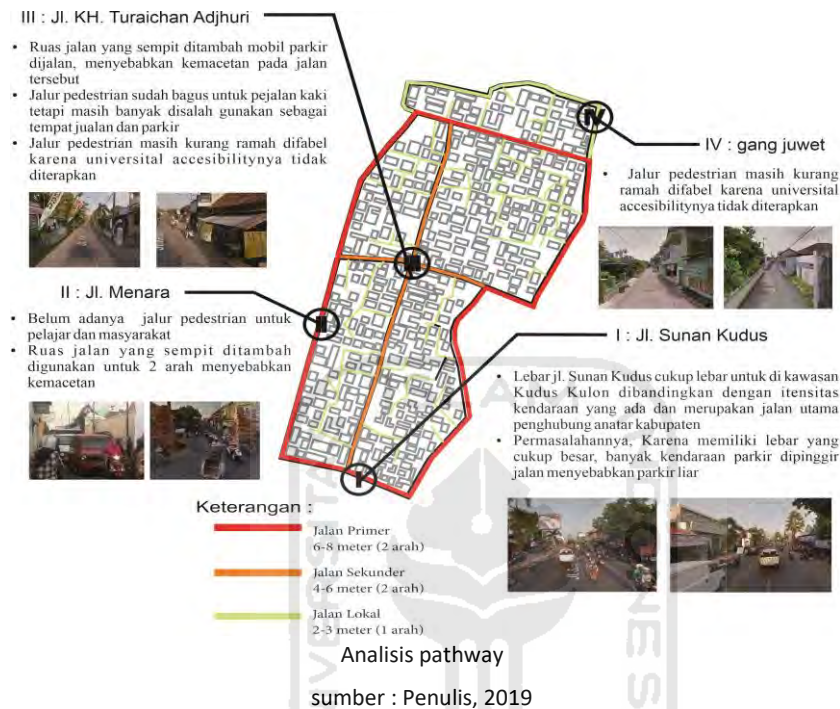 III : Jl. KH. Turaichan Adjhuri
• Ruas jalan yang sempit ditambah mobil parkir
dijalan, menyebabkan kemacetan pada jalan
tersebut
• Jalur pedestrian sudah bagus untuk pejalan kaki
tetapi masih banyak disalah gunakan sebagai
tempat jualan dan parkir
• Jalur pedestrian masih kurang ramah difabel
karena universital accesibilitynya tidak
diterapkan
IV
IV : gang juwet
• Jalur pedestrian masih kurang
ramah difabel karena universital
accesibilitynya tidak diterapkan
III
II : Jl. Menara
II
• Belum adanya jalur pedestrian untuk
pelajar dan masyarakat
• Ruas jalan yang sempit ditambah
digunakan untuk 2 arah menyebabkan
kemacetan
I : Jl. Sunan Kudus
• Lebar jl. Sunan Kudus cukup lebar untuk di kawasan
Kudus Kulon dibandingkan dengan itensitas
kendaraan yang ada dan merupakan jalan utama
penghubung anatar kabupaten
• Permasalahannya, Karena memiliki lebar yang
cukup besar, banyak kendaraan parkir dipinggir
jalan menyebabkan parkir liar
I
Keterangan :
Jalan Primer
6-8 meter (2 arah)
Jalan Sekunder
4-6 meter (2 arah)
Jalan Lokal
2-3 meter (1 arah)
Analisis pathway
sumber : Penulis, 2019